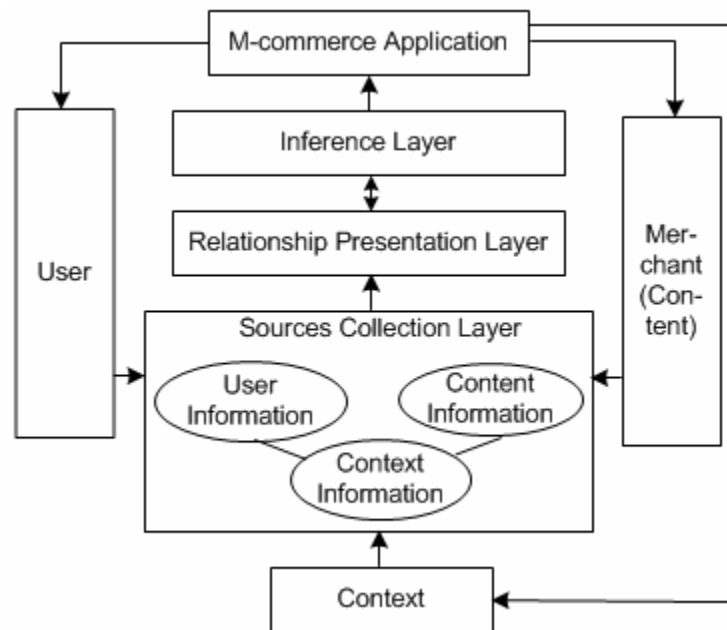 M-commerce Application
Inference Layer
Relationship Presentation Layer
User
Mer-
chant
(Con-
tent)
Sources Collection Layer
User
Information
Content
Information
Context
Information
Context